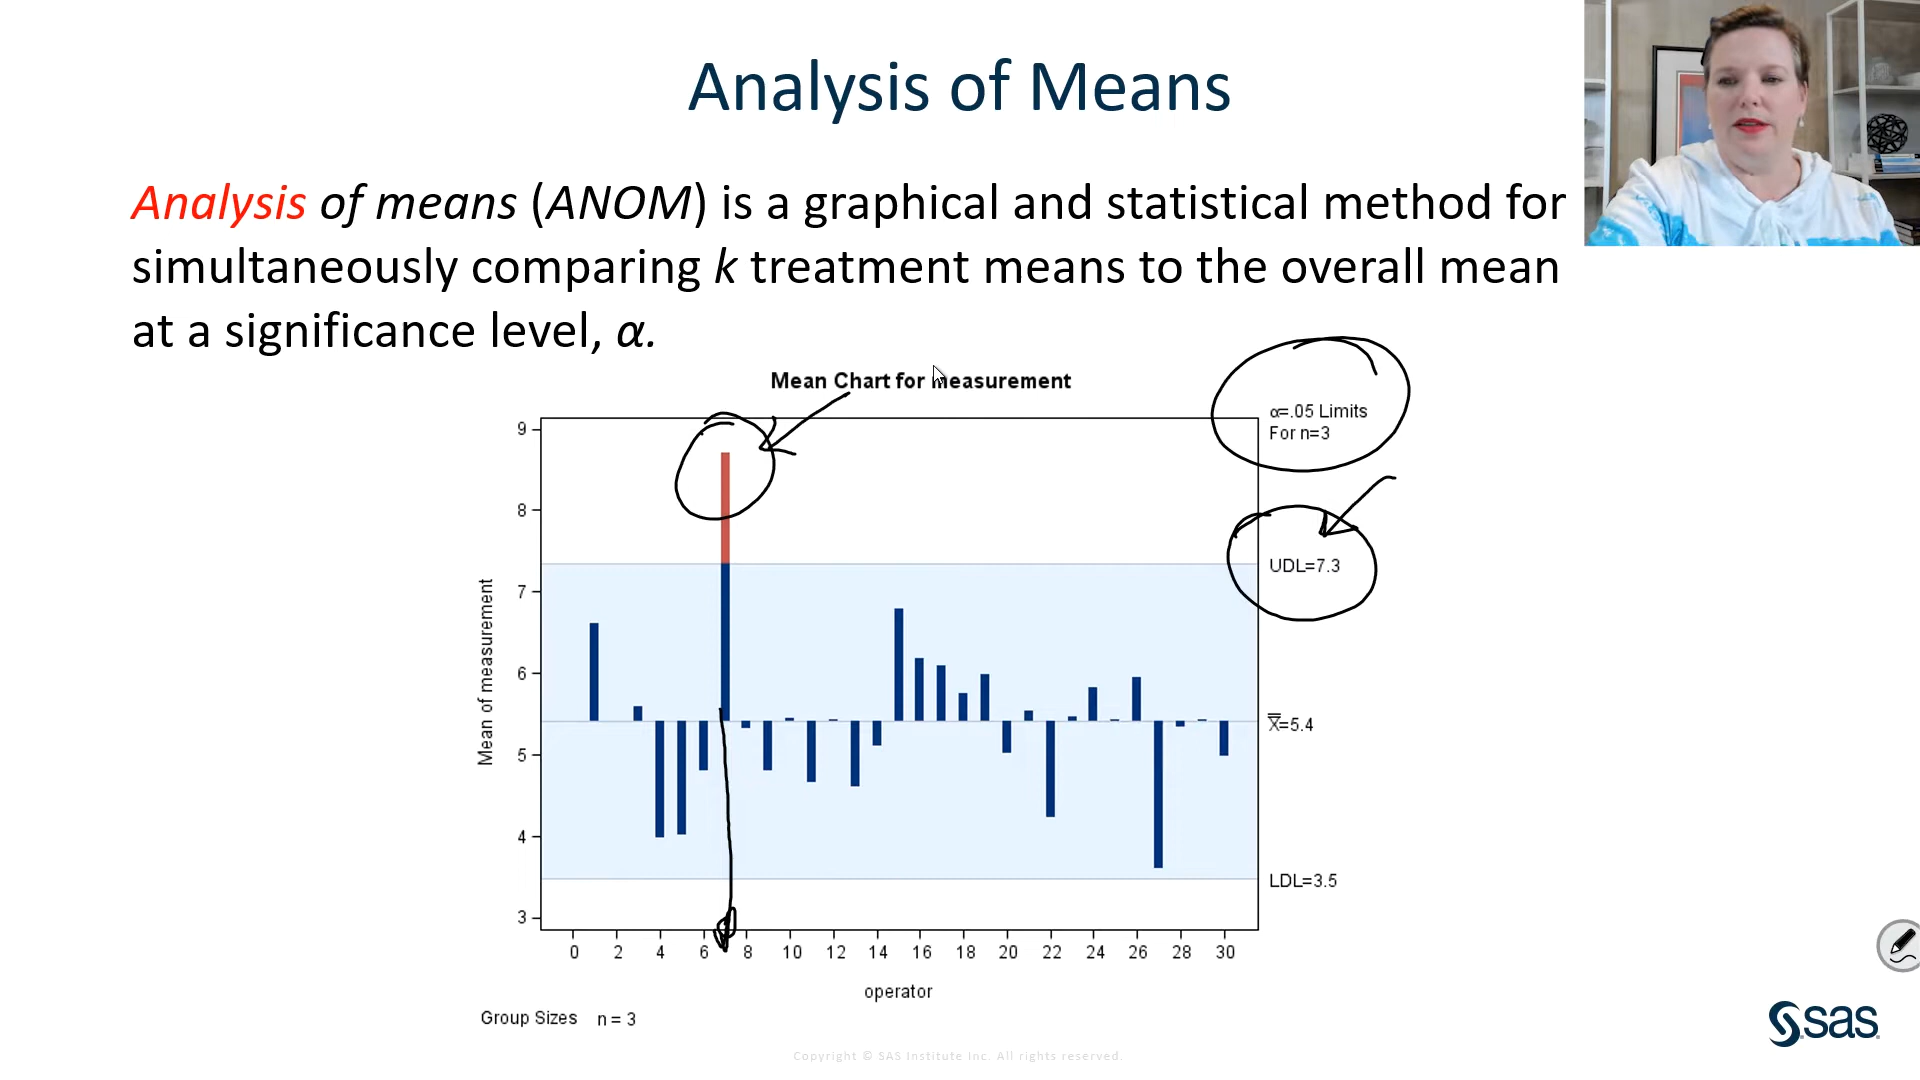 Analysis of Means
Analysis of means (ANOM) is a graphical and statistical method for
simultaneously comparing k treatment means to the overall mean
at a significance level, α.
Mean Chart for measurement
α=.05 Limits
For n=3
9
8
7
6
5
4
3
Mean of measurement
UDL=7.3
X̿=5.4
LDL=3.5
0 2 4 6 8 10 12 14 16 18 20 22 24 26 28 30
operator
Group Sizes n = 3
sas
Copyright © SAS Institute Inc. All rights reserved.